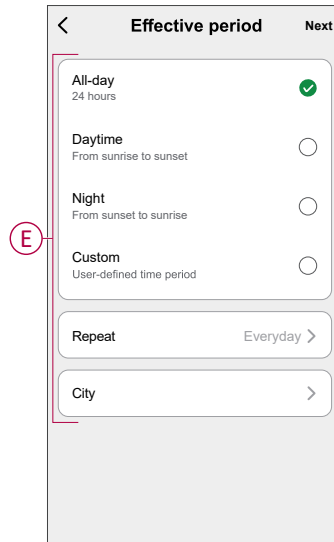 Effective period Next
All-day
24 hours
Daytime
From sunrise to sunset
Night
From sunset to sunrise
Custom
User-defined time period
E
Repeat Everyday
City